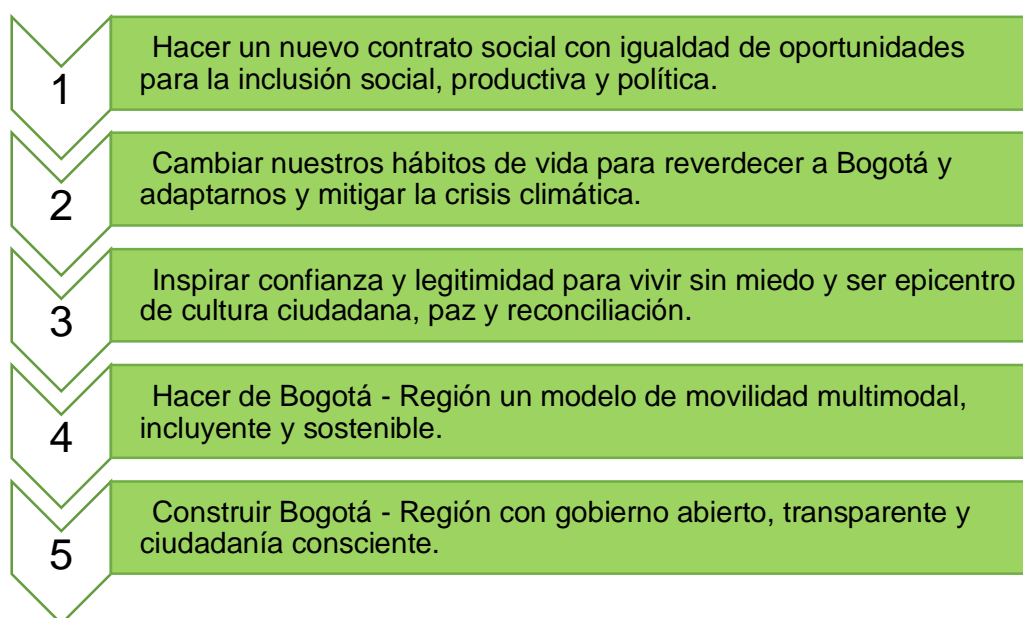 1
Hacer un nuevo contrato social con igualdad de oportunidades
para la inclusión social, productiva y política.
2
Cambiar nuestros hábitos de vida para reverdecer a Bogotá y
adaptarnos y mitigar la crisis climática.
3
Inspirar confianza y legitimidad para vivir sin miedo y ser epicentro
de cultura ciudadana, paz y reconciliación.
4
Hacer de Bogotá - Región un modelo de movilidad multimodal,
incluyente y sostenible.
5
Construir Bogotá - Región con gobierno abierto, transparente y
ciudadanía consciente.